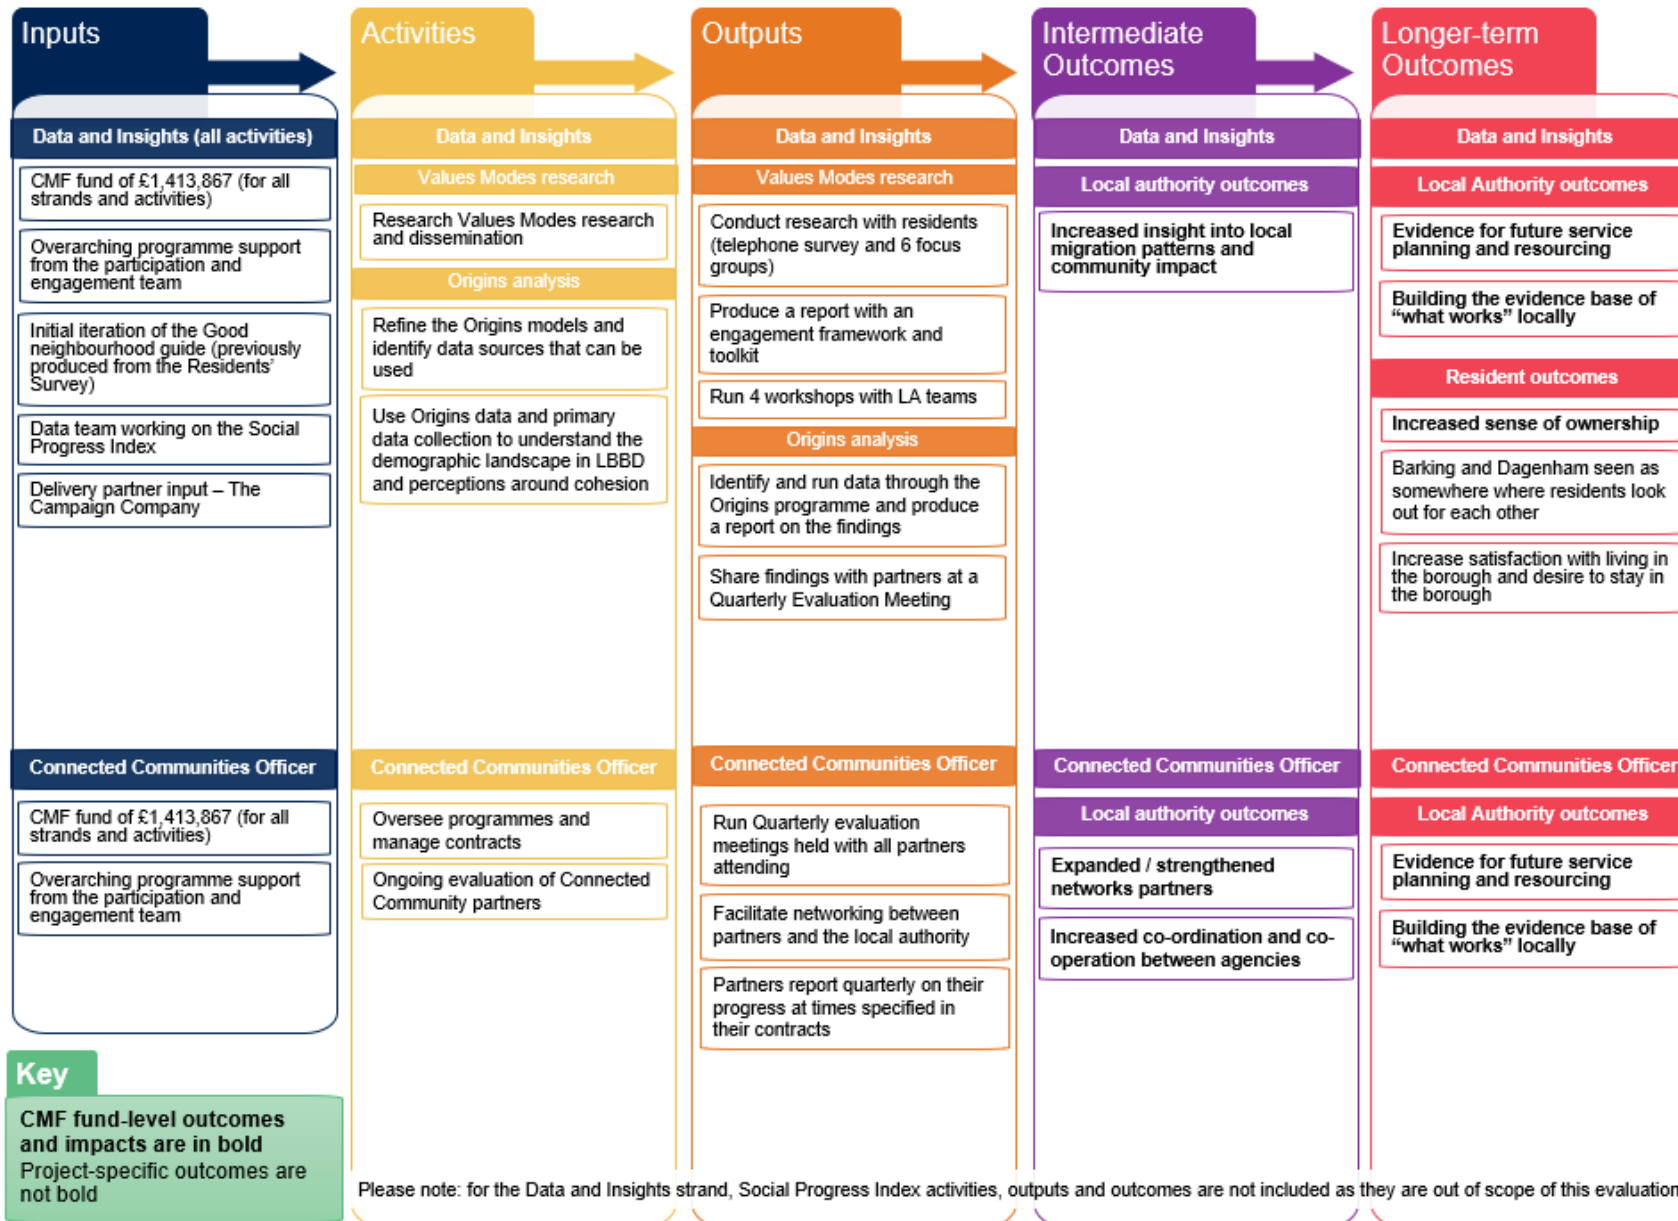 Inputs
Data and Insights (all activities)
CMF fund of £1,413,867 (for all
strands and activities)
Overarching programme support
from the participation and
engagement team
Initial iteration of the Good
neighbourhood guide (previously
produced from the Residents'
Survey)
Data team working on the Social
Progress Index
Delivery partner input – The
Campaign Company
Connected Communities Officer
CMF fund of £1,413,867 (for all
strands and activities)
Overarching programme support
from the participation and
engagement team
Activities
Data and Insights
Values Modes research
Research Values Modes research
and dissemination
Origins analysis
Refine the Origins models and
identify data sources that can be
used
Use Origins data and primary
data collection to understand the
demographic landscape in LBBD
and perceptions around cohesion
Connected Communities Officer
Oversee programmes and
manage contracts
Ongoing evaluation of Connected
Community partners
Outputs
Data and Insights
Values Modes research
Conduct research with residents
(telephone survey and 6 focus
groups)
Produce a report with an
engagement framework and
toolkit
Run 4 workshops with LA teams
Origins analysis
Identify and run data through the
Origins programme and produce
a report on the findings
Share findings with partners at a
Quarterly Evaluation Meeting
Connected Communities Officer
Run Quarterly evaluation
meetings held with all partners
attending
Facilitate networking between
partners and the local authority
Partners report quarterly on their
progress at times specified in
their contracts
Intermediate
Outcomes
Data and Insights
Local authority outcomes
Increased insight into local
migration patterns and
community impact
Connected Communities Officer
Local authority outcomes
Expanded / strengthened
networks partners
Increased co-ordination and co-
operation between agencies
Longer-term
Outcomes
Data and Insights
Local Authority outcomes
Evidence for future service
planning and resourcing
Building the evidence base of
"what works" locally
Resident outcomes
Increased sense of ownership
Barking and Dagenham seen as
somewhere where residents look
out for each other
Increase satisfaction with living in
the borough and desire to stay in
the borough
Connected Communities Officer
Local Authority outcomes
Evidence for future service
planning and resourcing
Building the evidence base of
"what works" locally
Key
CMF fund-level outcomes
and impacts are in bold
Project-specific outcomes are
not bold
Please note: for the Data and Insights strand, Social Progress Index activities, outputs and outcomes are not included as they are out of scope of this evaluation